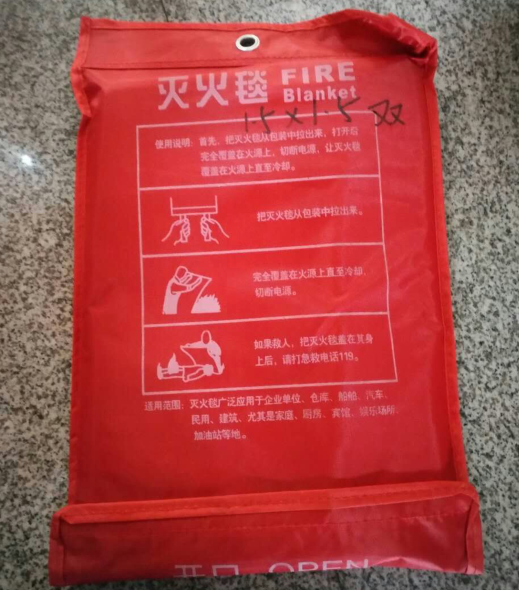 灭火毯 FIRE
Blanket
1.5×1.5 双
使用说明：首先，把灭火毯从包装中拉出来，打开后
完全覆盖在火源上，切断电源，让灭火毯
覆盖在火源上直至冷却。
把灭火毯从包装中拉出来。
完全覆盖在火源上直至冷却，
切断电源。
如果救人，把灭火毯盖在其身
上后，请打急救电话119。
适用范围：灭火毯广泛应用于企业单位、仓库、船舶、汽车、
民用、建筑、尤其是家庭、厨房、宾馆、娱乐场所、
加油站等地。
开口 OPEN